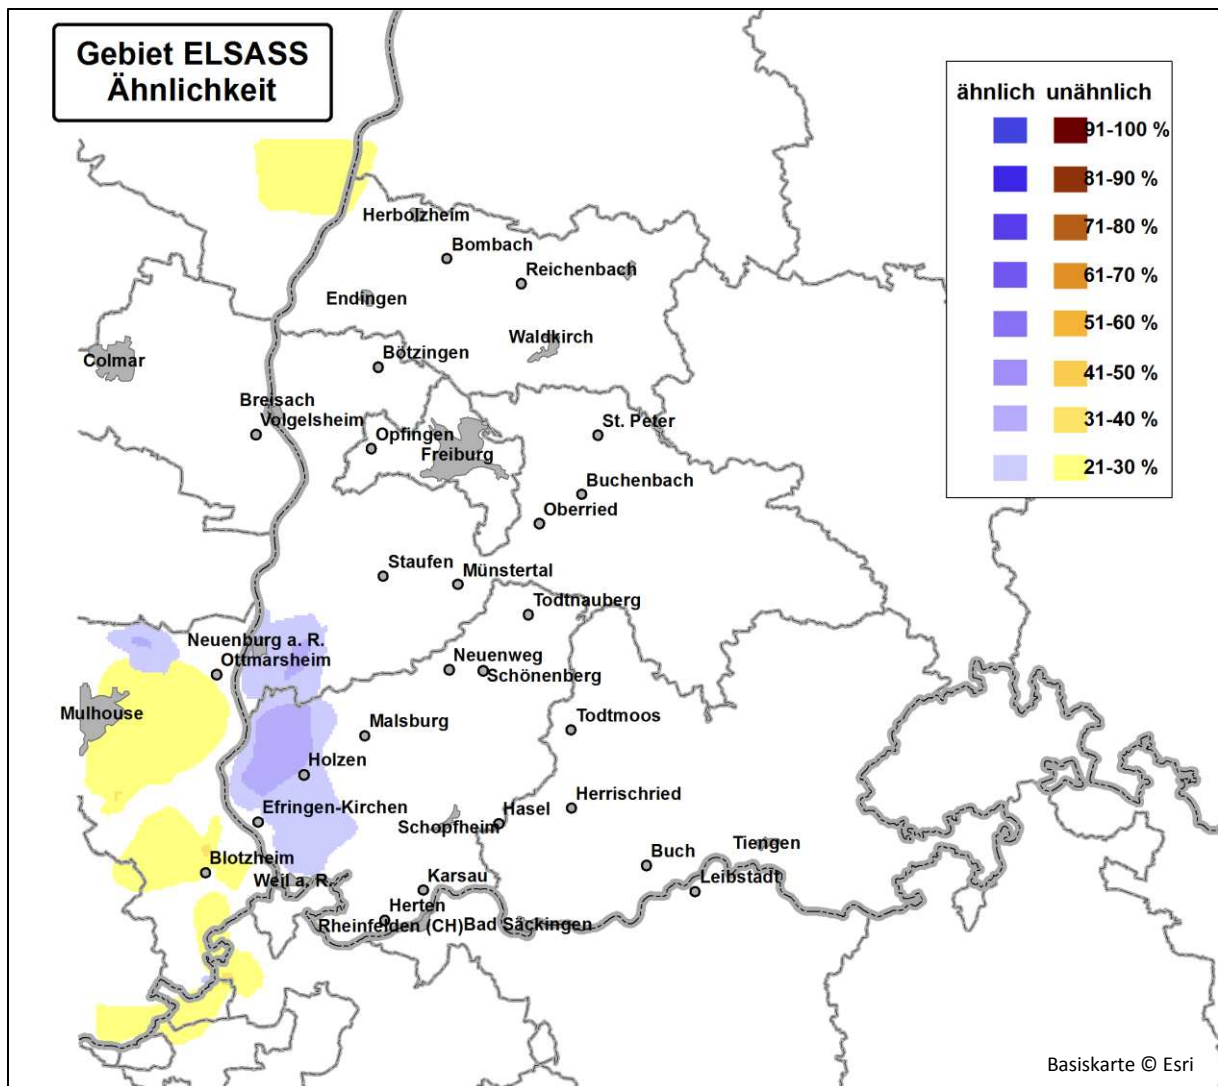 Gebiet ELSASS
Ähnlichkeit
ähnlich unähnlich
91-100 %
81-90 %
71-80 %
61-70 %
51-60 %
41-50 %
31-40 %
21-30 %
Herbolzheim
Bombach
Reichenbach
Endingen
Waldkirch
Colmar
Bötzingen
Breisach
Volgelsheim
Opfingen
Freiburg
St. Peter
Buchenbach
Oberried
Staufen
Münstertal
Todtnauberg
Neuenburg a. R.
Ottmarsheim
Neuenweg
Schönenberg
Mulhouse
Malsburg
Todtmoos
Holzen
Efringen-Kirchen
Schopfheim
Hasel
Herrischried
Blotzheim
Weil a. R.
Karsau
Buch
Tiengen
Leibstadt
Herten
Rheinfelden (CH)
Bad Säckingen
Basiskarte © Esri